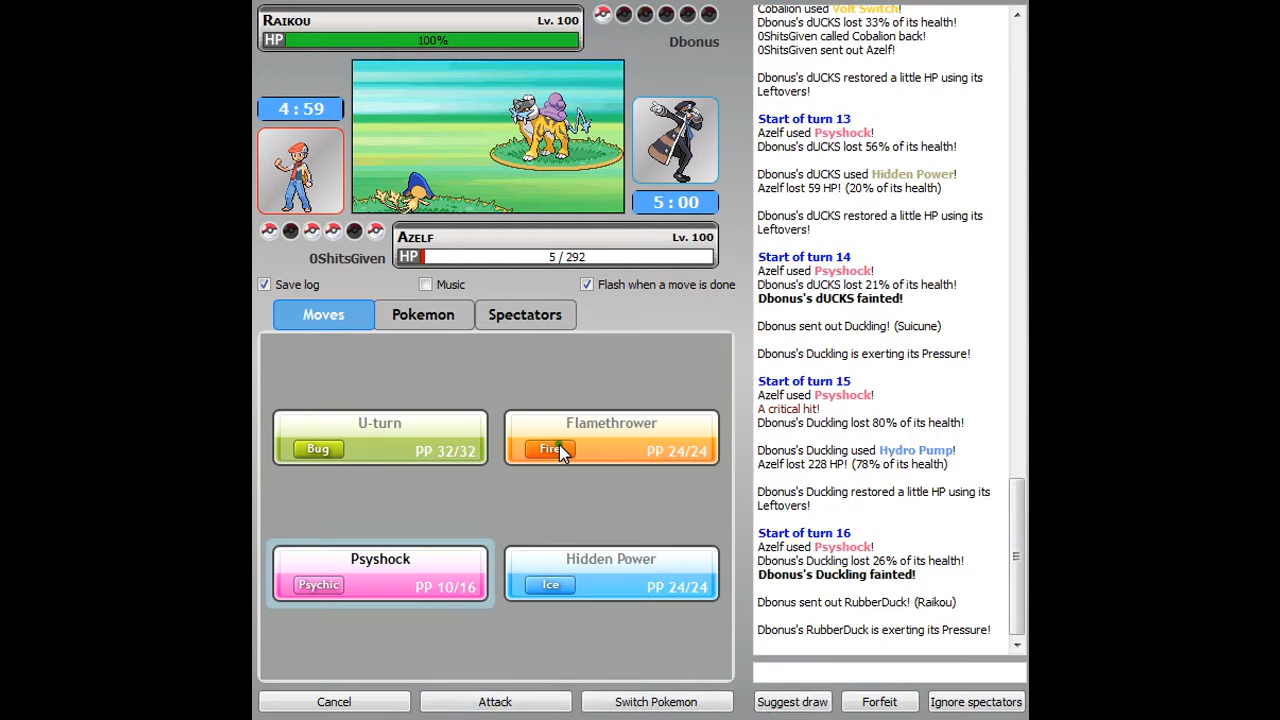 RAIKOU Lv. 100
HP 100%
Dbonus
4:59
5:00
AZELF Lv. 100
HP 5 / 292
0ShitsGiven
Save log
Music
Flash when a move is done
Moves
Pokemon
Spectators
U-turn
Bug PP 32/32
Flamethrower
Fire PP 24/24
Psyshock
Psychic PP 10/16
Hidden Power
Ice PP 24/24
Cancel
Attack
Switch Pokemon
Cobalion used Volt Switch!
Dbonus's dUCKS lost 33% of its health!
0ShitsGiven called Cobalion back!
0ShitsGiven sent out Azelf!
Dbonus's dUCKS restored a little HP using its
Leftovers!
Start of turn 13
Azelf used Psyshock!
Dbonus's dUCKS lost 56% of its health!
Dbonus's dUCKS used Hidden Power!
Azelf lost 59 HP! (20% of its health)
Dbonus's dUCKS restored a little HP using its
Leftovers!
Start of turn 14
Azelf used Psyshock!
Dbonus's dUCKS lost 21% of its health!
Dbonus's dUCKS fainted!
Dbonus sent out Duckling! (Suicune)
Dbonus's Duckling is exerting its Pressure!
Start of turn 15
Azelf used Psyshock!
A critical hit!
Dbonus's Duckling lost 80% of its health!
Dbonus's Duckling used Hydro Pump!
Azelf lost 228 HP! (78% of its health)
Dbonus's Duckling restored a little HP using its
Leftovers!
Start of turn 16
Azelf used Psyshock!
Dbonus's Duckling lost 26% of its health!
Dbonus's Duckling fainted!
Dbonus sent out RubberDuck! (Raikou)
Dbonus's RubberDuck is exerting its Pressure!
Suggest draw
Forfeit
Ignore spectators